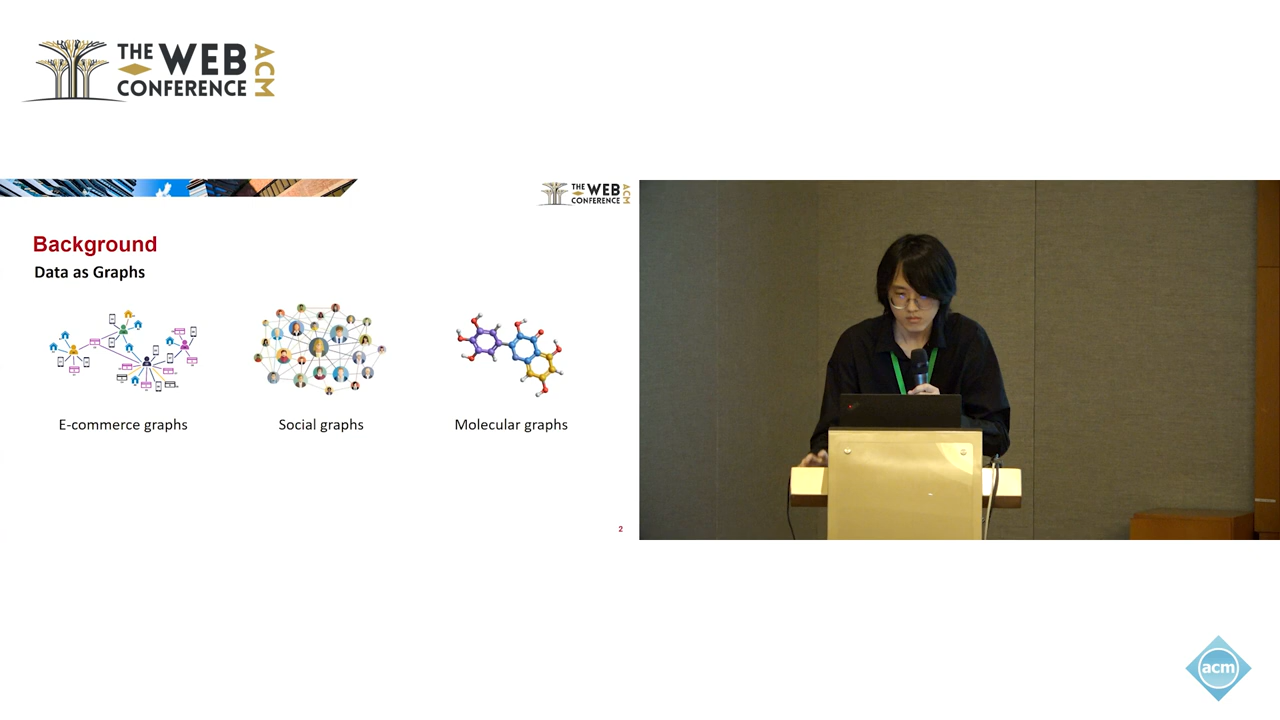 THE WEB CONFERENCE ACM
THE WEB CONFERENCE ACM
Background
Data as Graphs
E-commerce graphs
Social graphs
Molecular graphs
2
acm